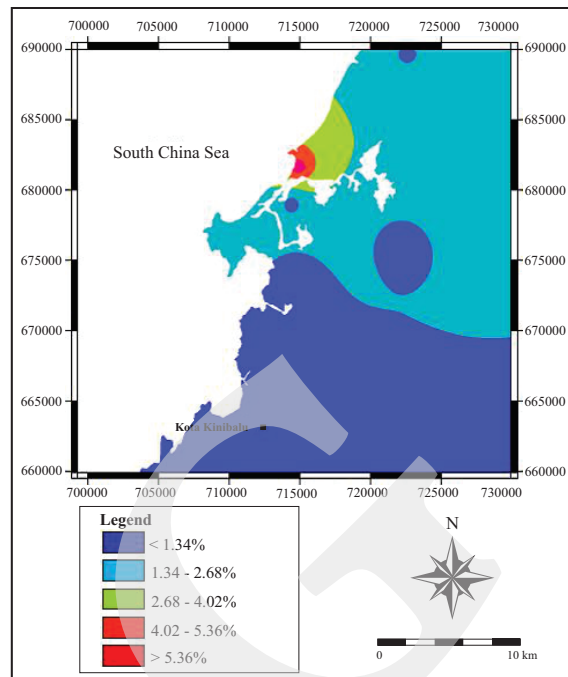 700000 705000 710000 715000 720000 725000 730000
690000 690000
685000 685000
South China Sea
680000 680000
675000 675000
670000 670000
665000 665000
Kota Kinibalu
660000 660000
700000 705000 710000 715000 720000 725000 730000
Legend
< 1.34%
1.34 - 2.68%
2.68 - 4.02%
4.02 - 5.36%
> 5.36%
N
0 10 km